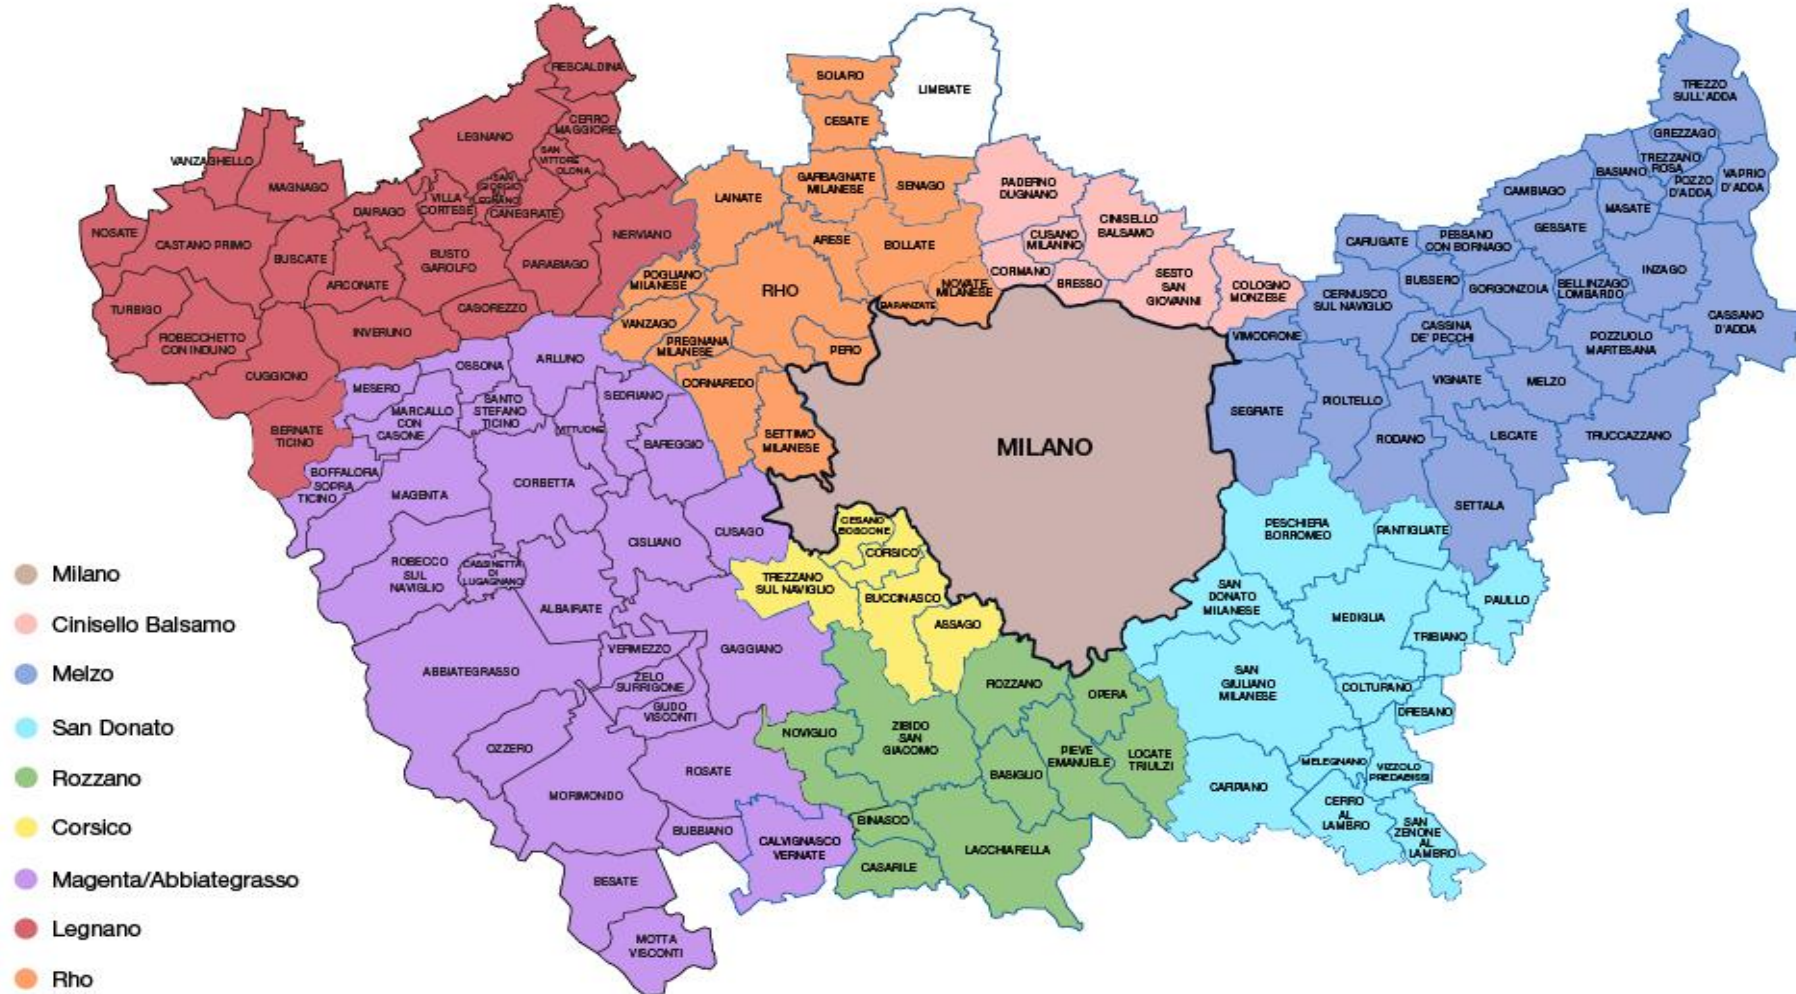 RESCALDINA
LEGNANO
CERRO
MAGGIORE
SAN
VITTORE
OLONA
VANZAGHELLO
MAGNAGO
DAIRAGO
VILLA
CORTESE
SAN
GIORGIO
SU
LEGNANO
CANEGRATE
NOSATE
CASTANO PRIMO
BUSCATE
ARCONATE
BUSTO
GAROLFO
PARABIAGO
NERVIANO
TURBIGO
ROBECCHETTO
CON INDUNO
INVERUNO
CASOREZZO
CUGGIONO
BERNATE
TICINO
SOLARO
CESATE
LIMBIATE
LAINATE
GARBAGNATE
MILANESE
SENAGO
ARESE
BOLLATE
POGLIANO
MILANESE
RHO
BARANZATE
NOVATE
MILANESE
VANZAGO
PREGNANA
MILANESE
PERO
CORNAREDO
SETTIMO
MILANESE
PADERNO
DUGNANO
CINISELLO
BALSAMO
CUSANO
MILANINO
CORMANO
BRESSO
SESTO
SAN
GIOVANNI
COLOGNO
MONZESE
TREZZO
SULL'ADDA
GREZZAGO
TREZZANO
ROSA
BASIANO
POZZO
D'ADDA
VAPRIO
D'ADDA
CAMBIAGO
MASATE
GESSATE
CARUGATE
PESSANO
CON BORNAGO
BUSSERO
GORGONZOLA
BELLINZAGO
LOMBARDO
INZAGO
CERNUSCO
SUL NAVIGLIO
CASSINA
DE' PECCHI
POZZUOLO
MARTESANA
CASSANO
D'ADDA
VIMODRONE
VIGNATE
MELZO
SEGRATE
PIOLTELLO
RODANO
LISCATE
TRUCCAZZANO
SETTALA
MILANO
OSSONA
ARLUNO
MESERO
MARCALLO
CON
CASONE
SANTO
STEFANO
TICINO
VITTUONE
SEDRIANO
BAREGGIO
BOFFALORA
SOPRA
TICINO
MAGENTA
CORBETTA
CUSAGO
CISLIANO
ROBECCO
SUL
NAVIGLIO
CASSINETTA
DI
LUGAGNANO
ALBAIRATE
ABBIATEGRASSO
VERMEZZO
GAGGIANO
ZELO
SURRIGONE
GUDO
VISCONTI
OZZERO
ROSATE
MORIMONDO
BUBBIANO
CALVIGNASCO
VERNATE
BESATE
MOTTA
VISCONTI
CESANO
BOSCONE
CORSICO
TREZZANO
SUL NAVIGLIO
BUCCINASCO
ASSAGO
ROZZANO
OPERA
NOVIGLIO
ZIBIDO
SAN
GIACOMO
BASIGLIO
PIEVE
EMANUELE
LOCATE
TRIULZI
BINASCO
CASARILE
LACCHIARELLA
PESCHIERA
BORROMEO
PANTIGLIATE
SAN
DONATO
MILANESE
MEDIGLIA
PAULLO
TRIBIANO
SAN
GIULIANO
MILANESE
COLTURANO
DRESANO
MELEGNANO
VIZZOLO
PREDABISSI
CARPIANO
CERRO
AL
LAMBRO
SAN
ZENONE
AL
LAMBRO
Milano
Cinisello Balsamo
Melzo
San Donato
Rozzano
Corsico
Magenta/Abbiategrasso
Legnano
Rho